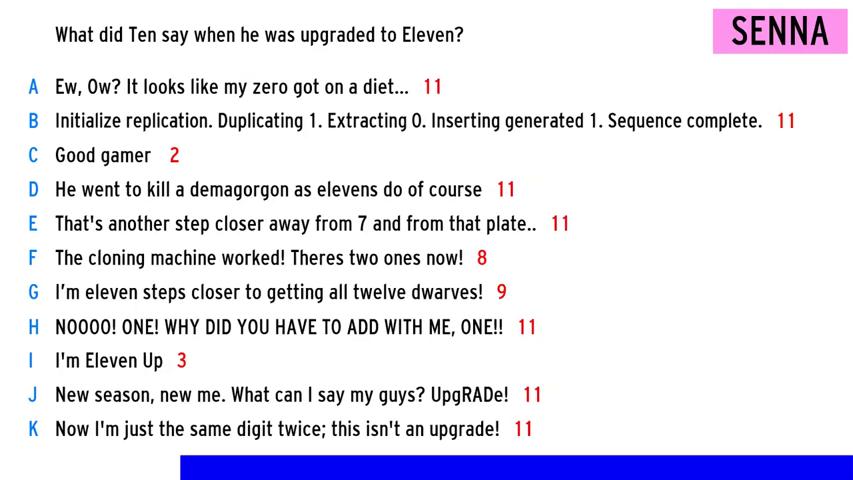 What did Ten say when he was upgraded to Eleven?
SENNA
A Ew, Ow? It looks like my zero got on a diet... 11
B Initialize replication. Duplicating 1. Extracting 0. Inserting generated 1. Sequence complete. 11
C Good gamer 2
D He went to kill a demagorgon as elevens do of course 11
E That's another step closer away from 7 and from that plate.. 11
F The cloning machine worked! Theres two ones now! 8
G I'm eleven steps closer to getting all twelve dwarves! 9
H NOOOO! ONE! WHY DID YOU HAVE TO ADD WITH ME, ONE!! 11
I I'm Eleven Up 3
J New season, new me. What can I say my guys? UpgRADe! 11
K Now I'm just the same digit twice; this isn't an upgrade! 11